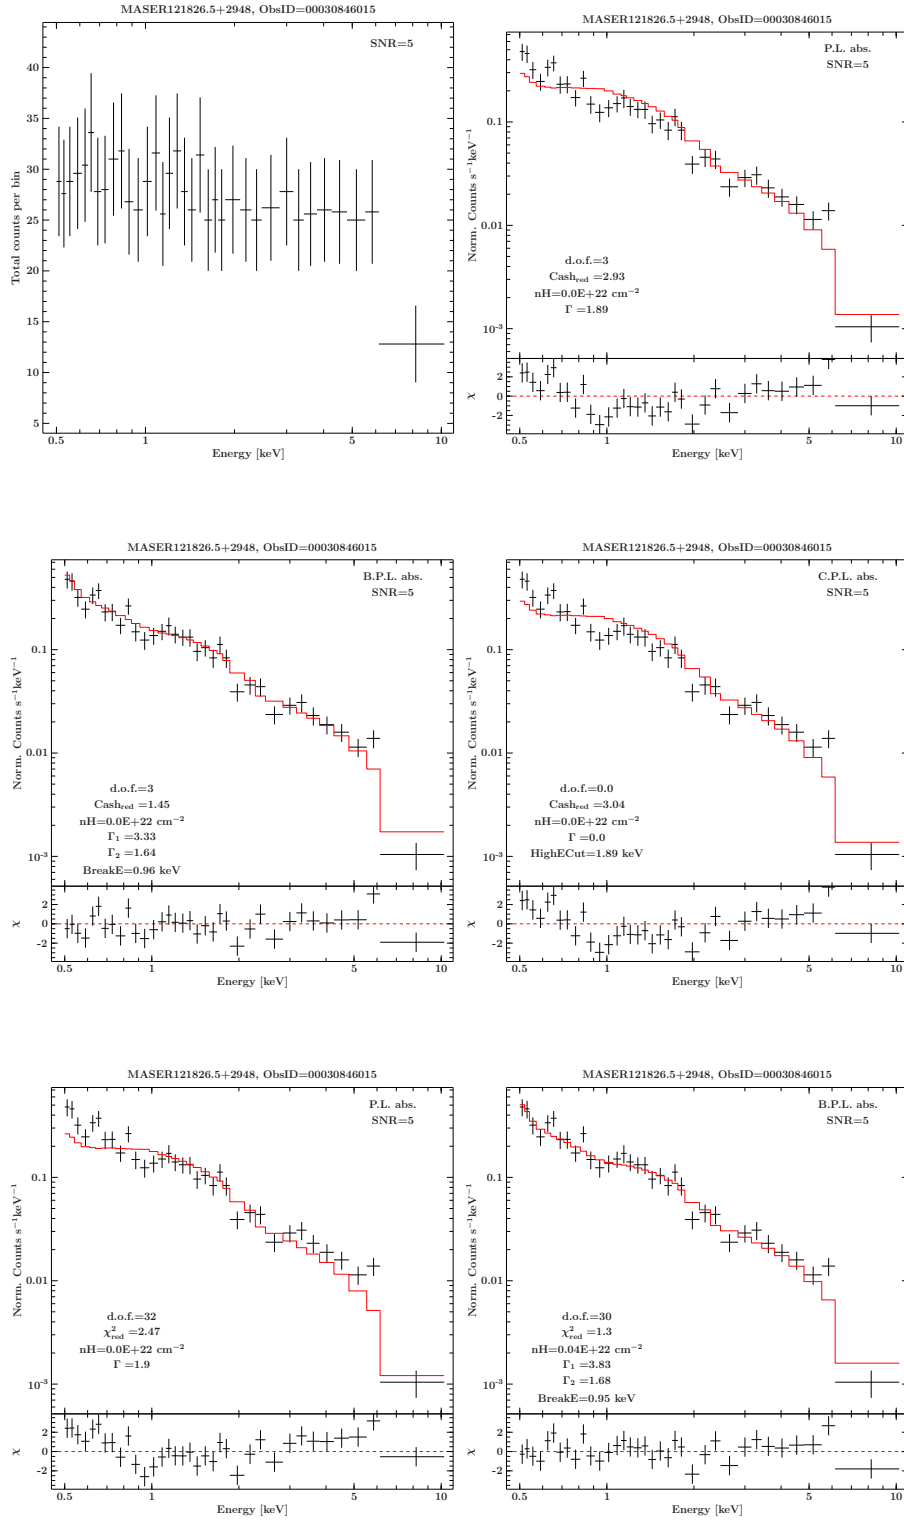 MASER121826.5+2948, ObsID=00030846015
SNR=5
Total counts per bin
40
35
30
25
20
15
10
5
0.5 1 5 10
Energy [keV]
MASER121826.5+2948, ObsID=00030846015
P.L. abs.
SNR=5
Norm. Counts s−1keV−1
0.1
0.01
10−3
d.o.f.=3
Cashred =2.93
nH=0.0E+22 cm−2
Γ =1.89
χ
2
0
−2
0.5 1 5 10
Energy [keV]
MASER121826.5+2948, ObsID=00030846015
B.P.L. abs.
SNR=5
Norm. Counts s−1keV−1
0.1
0.01
10−3
d.o.f.=3
Cashred =1.45
nH=0.0E+22 cm−2
Γ1 =3.33
Γ2 =1.64
BreakE=0.96 keV
χ
2
0
−2
0.5 1 5 10
Energy [keV]
MASER121826.5+2948, ObsID=00030846015
C.P.L. abs.
SNR=5
Norm. Counts s−1keV−1
0.1
0.01
10−3
d.o.f.=0.0
Cashred =3.04
nH=0.0E+22 cm−2
Γ =0.0
HighECut=1.89 keV
χ
2
0
−2
0.5 1 5 10
Energy [keV]
MASER121826.5+2948, ObsID=00030846015
P.L. abs.
SNR=5
Norm. Counts s−1keV−1
0.1
0.01
10−3
d.o.f.=32
χ2red =2.47
nH=0.0E+22 cm−2
Γ =1.9
χ
2
0
−2
0.5 1 5 10
Energy [keV]
MASER121826.5+2948, ObsID=00030846015
B.P.L. abs.
SNR=5
Norm. Counts s−1keV−1
0.1
0.01
10−3
d.o.f.=30
χ2red =1.3
nH=0.04E+22 cm−2
Γ1 =3.83
Γ2 =1.68
BreakE=0.95 keV
χ
2
0
−2
0.5 1 5 10
Energy [keV]